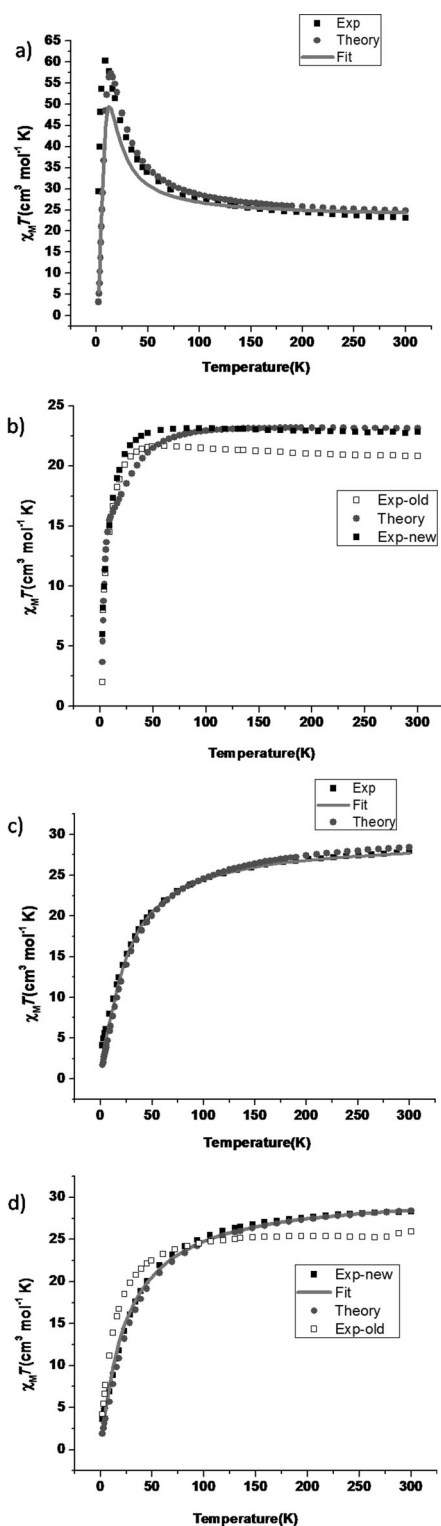 a)
Exp
Theory
Fit
65
60
55
50
45
40
35
30
25
20
15
10
5
0
χMT(cm³ mol⁻¹ K)
0 50 100 150 200 250 300
Temperature(K)
b)
25
20
15
10
5
0
χMT(cm³ mol⁻¹ K)
Exp-old
Theory
Exp-new
0 50 100 150 200 250 300
Temperature(K)
c)
Exp
Fit
Theory
30
25
20
15
10
5
0
χMT(cm³ mol⁻¹ K)
0 50 100 150 200 250 300
Temperature(K)
d)
30
25
20
15
10
5
0
χMT(cm³ mol⁻¹ K)
Exp-new
Fit
Theory
Exp-old
0 50 100 150 200 250 300
Temperature(K)